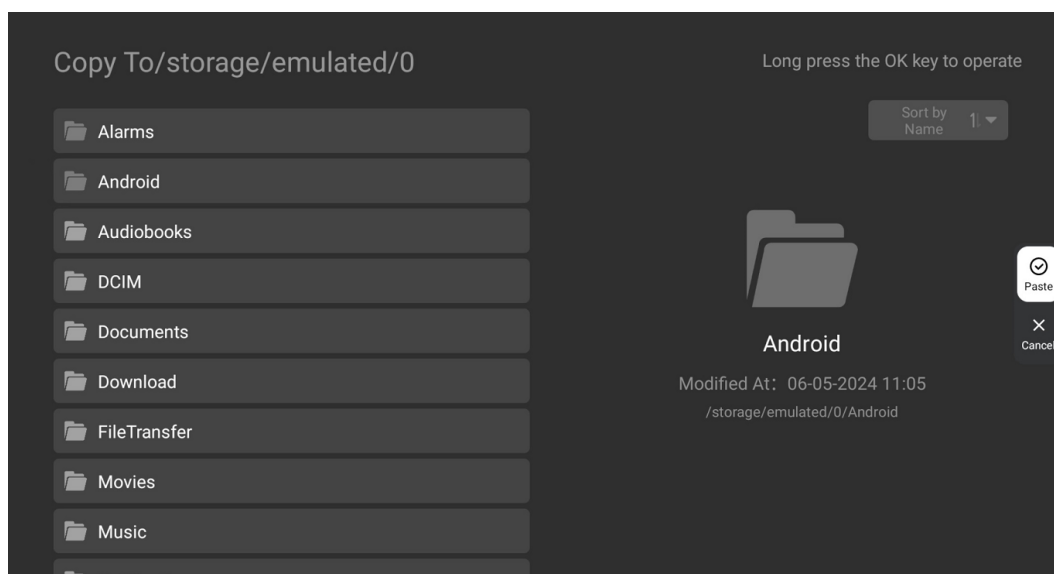 Copy To/storage/emulated/0
Long press the OK key to operate
Sort by
Name
Alarms
Android
Audiobooks
DCIM
Documents
Download
FileTransfer
Movies
Music
Android
Modified At: 06-05-2024 11:05
/storage/emulated/0/Android
Paste
Cancel